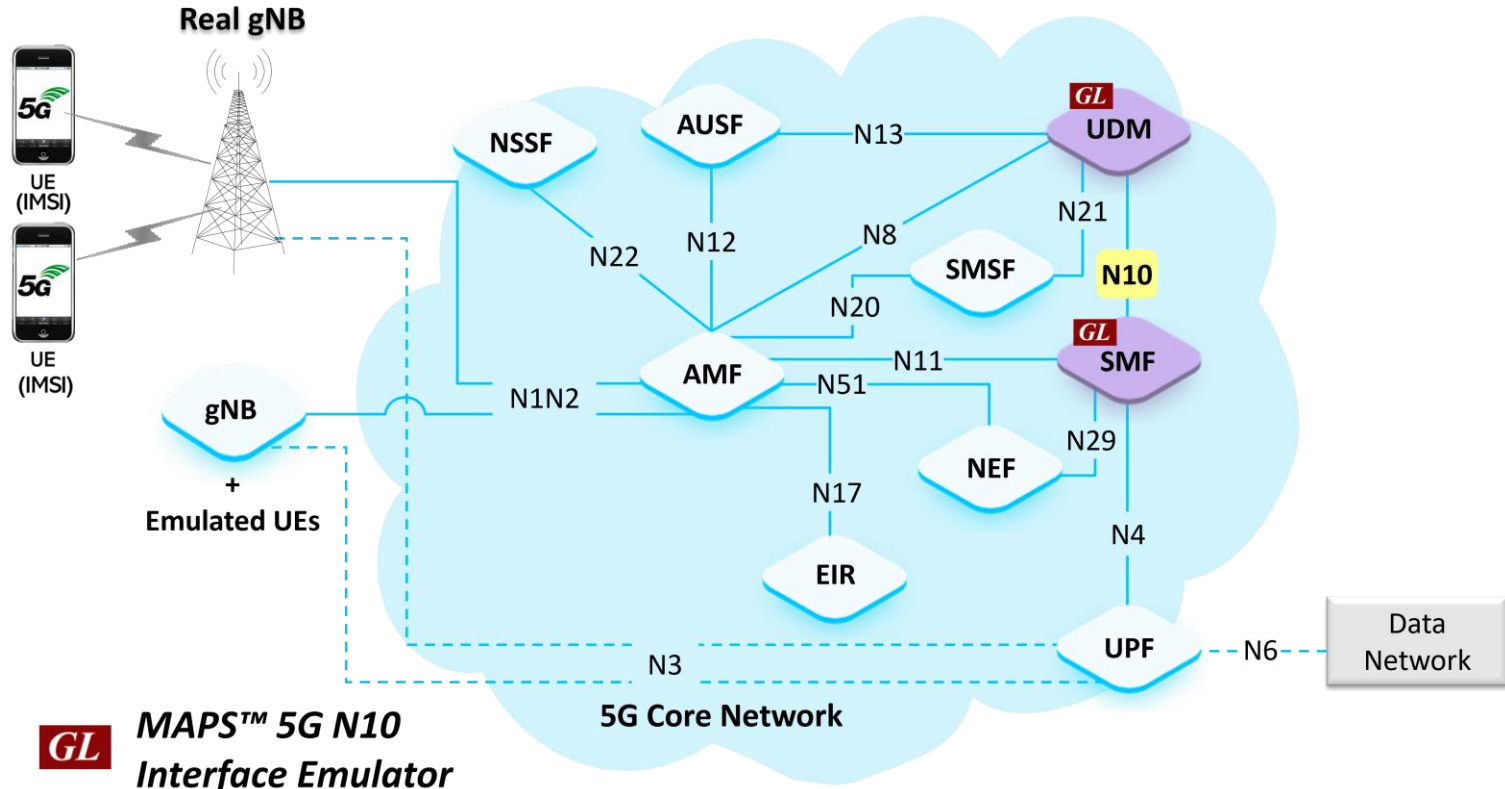 Real gNB
5G
UE
(IMSI)
5G
UE
(IMSI)
NSSF
AUSF
N13
GL
UDM
N22
N12
N8
N21
SMSF
N10
N20
GL
SMF
AMF
N11
N51
N1N2
gNB
+
Emulated UEs
NEF
N29
N17
N4
EIR
UPF
N6
Data
Network
N3
5G Core Network
GL
MAPS™ 5G N10
Interface Emulator